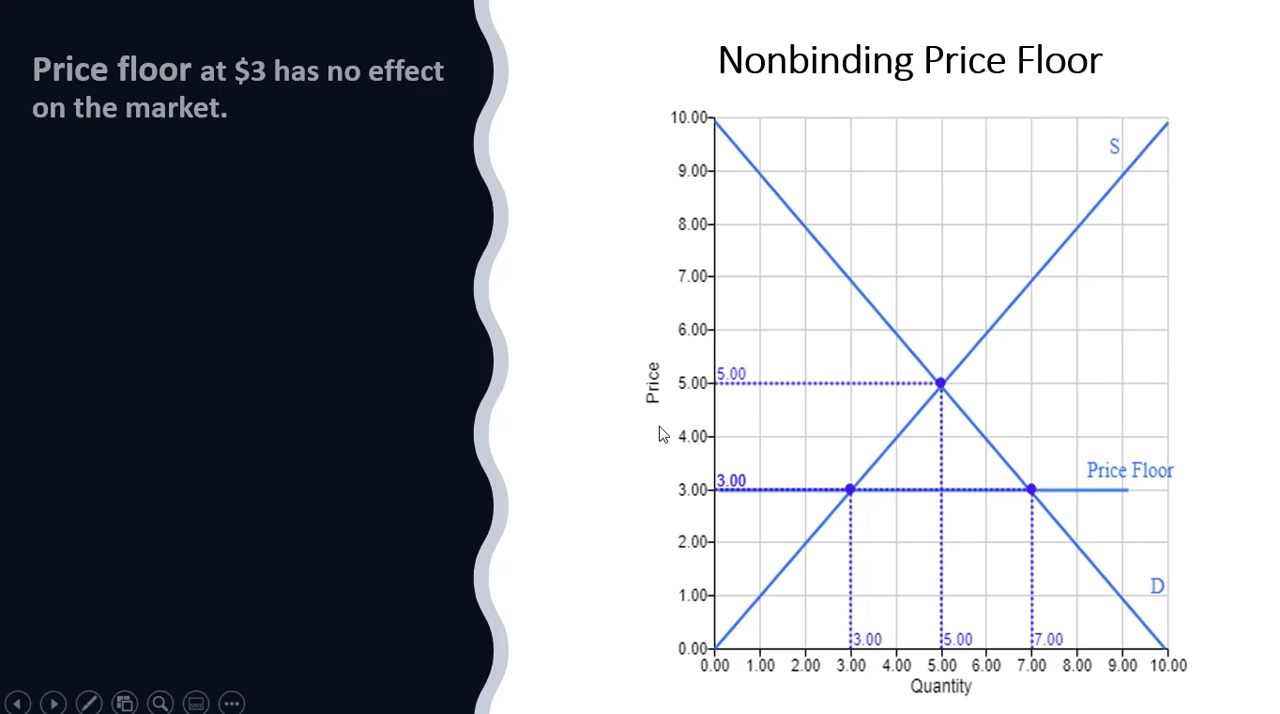 Price floor at $3 has no effect
on the market.
Nonbinding Price Floor
10.00
9.00
8.00
7.00
6.00
5.00
4.00
3.00
2.00
1.00
0.00
Price
S
5.00
Price Floor
3.00
D
3.00
5.00
7.00
0.00 1.00 2.00 3.00 4.00 5.00 6.00 7.00 8.00 9.00 10.00
Quantity